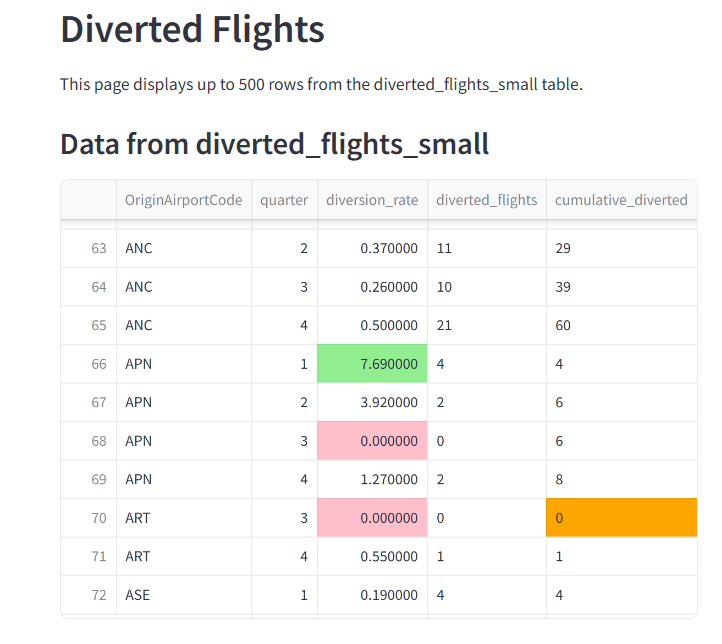 Diverted Flights
This page displays up to 500 rows from the diverted_flights_small table.
Data from diverted_flights_small
OriginAirportCode quarter diversion_rate diverted_flights cumulative_diverted
63 ANC 2 0.370000 11 29
64 ANC 3 0.260000 10 39
65 ANC 4 0.500000 21 60
66 APN 1 7.690000 4 4
67 APN 2 3.920000 2 6
68 APN 3 0.000000 0 6
69 APN 4 1.270000 2 8
70 ART 3 0.000000 0 0
71 ART 4 0.550000 1 1
72 ASE 1 0.190000 4 4